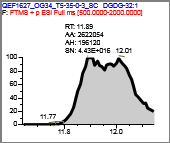 QEF1627_OG34_T5-35-0-3_SC DGDG-32:1
F: FTMS + p ESI Full ms [500.0000-2000.0000]
RT: 11.89
AA: 2622054
AH: 196120
SN: 4.43E+016
12.01
100
80
60
40
20
0
11.77
11.8
12.0